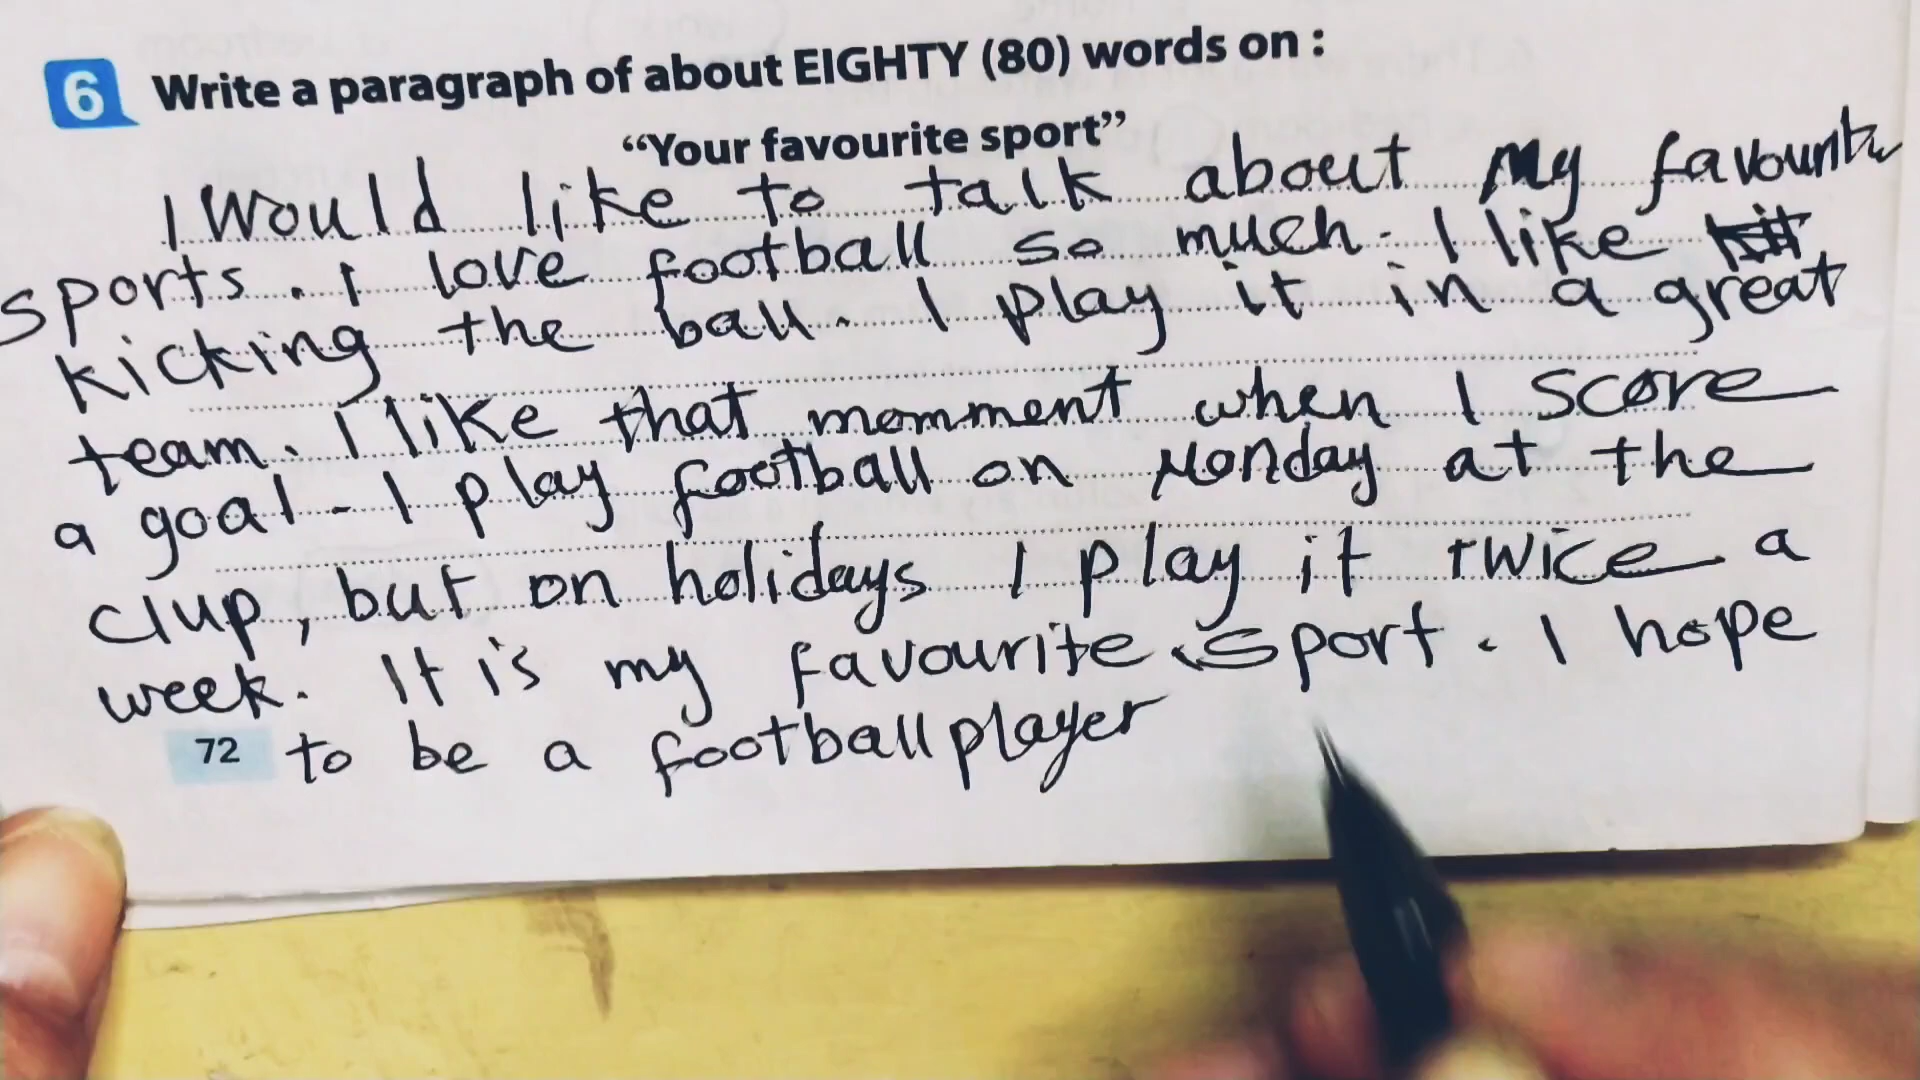 6 Write a paragraph of about EIGHTY (80) words on :
“Your favourite sport”
I Would like to talk about My favourite
sports. I love football so much. I like
kicking the ball. I play it in a great
team. I like that momment when I score
a goal - I play football on Monday at the
clup, but on holidays I play it twice a
week. It is my favourite sport. I hope
72 to be a football player